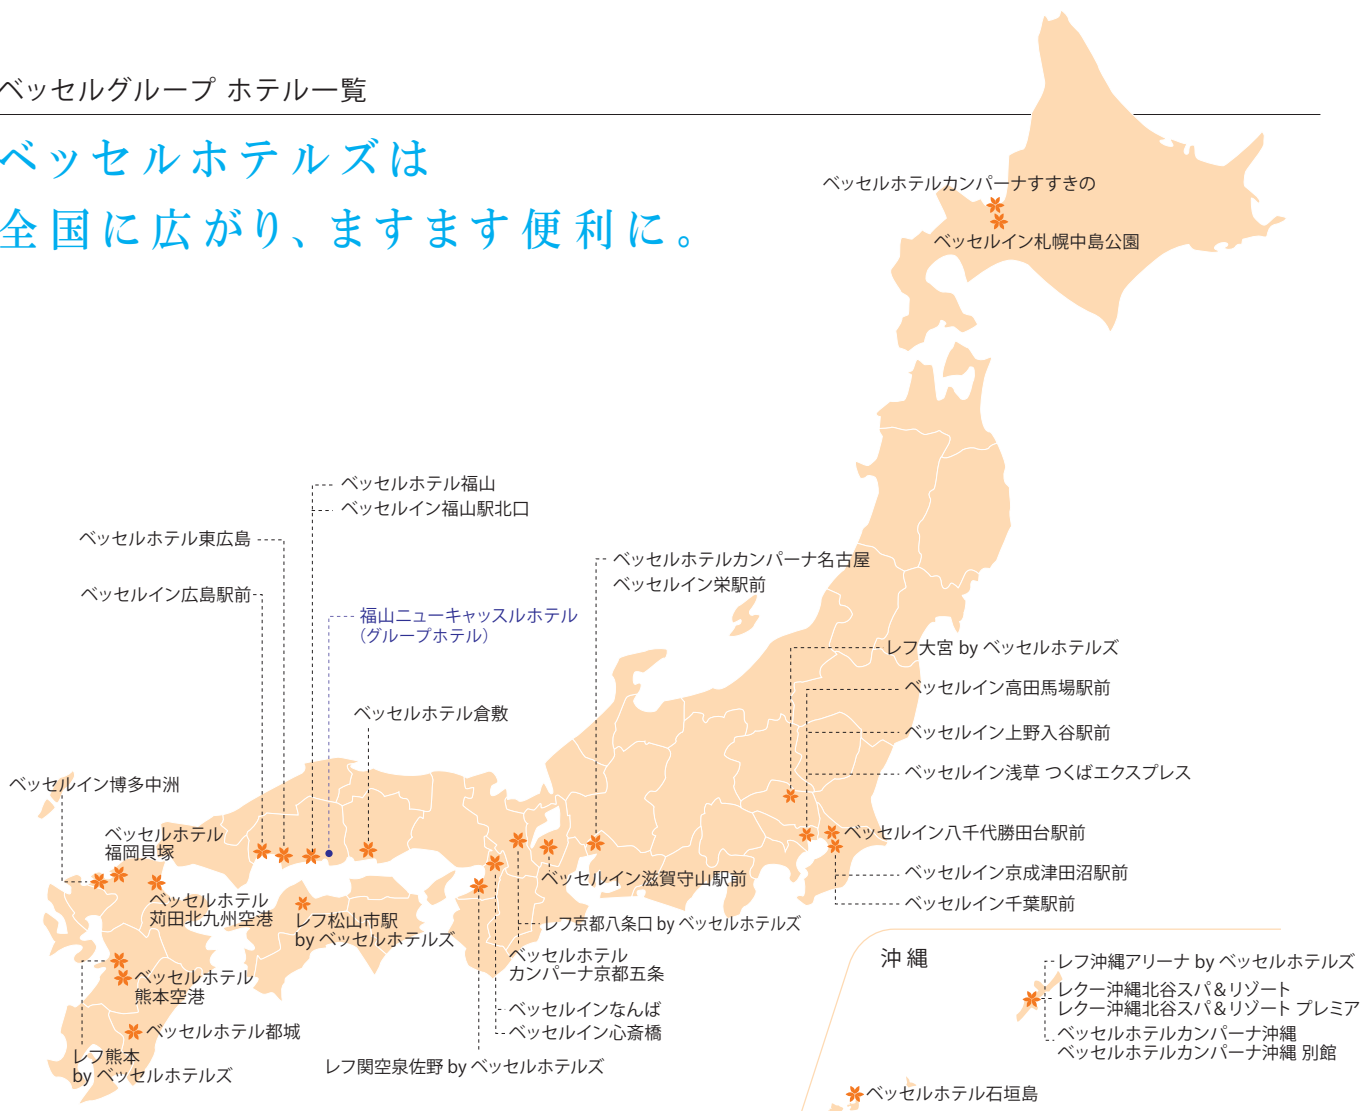 ベッセルグループ ホテル一覧
ベッセルホテルズは
全国に広がり、ますます便利に。
ベッセルホテルカンパーナすすきの
ベッセルイン札幌中島公園
ベッセルホテル福山
ベッセルイン福山駅北口
ベッセルホテル東広島
ベッセルイン広島駅前
福山ニューキャッスルホテル
（グループホテル）
ベッセルホテルカンパーナ名古屋
ベッセルイン栄駅前
レフ大宮 by ベッセルホテルズ
ベッセルイン高田馬場駅前
ベッセルイン上野入谷駅前
ベッセルイン浅草 つくばエクスプレス
ベッセルホテル倉敷
ベッセルイン博多中洲
ベッセルホテル
福岡貝塚
ベッセルイン八千代勝田台駅前
ベッセルイン滋賀守山駅前
ベッセルイン京成津田沼駅前
ベッセルイン千葉駅前
ベッセルホテル
苅田北九州空港
レフ松山市駅
by ベッセルホテルズ
レフ京都八条口 by ベッセルホテルズ
ベッセルホテル
カンパーナ京都五条
ベッセルホテル
熊本空港
ベッセルインなんば
ベッセルイン心斎橋
ベッセルホテル都城
レフ熊本
by ベッセルホテルズ
レフ関空泉佐野 by ベッセルホテルズ
沖縄
レフ沖縄アリーナ by ベッセルホテルズ
レクー沖縄北谷スパ&リゾート
レクー沖縄北谷スパ&リゾート プレミア
ベッセルホテルカンパーナ沖縄
ベッセルホテルカンパーナ沖縄 別館
ベッセルホテル石垣島